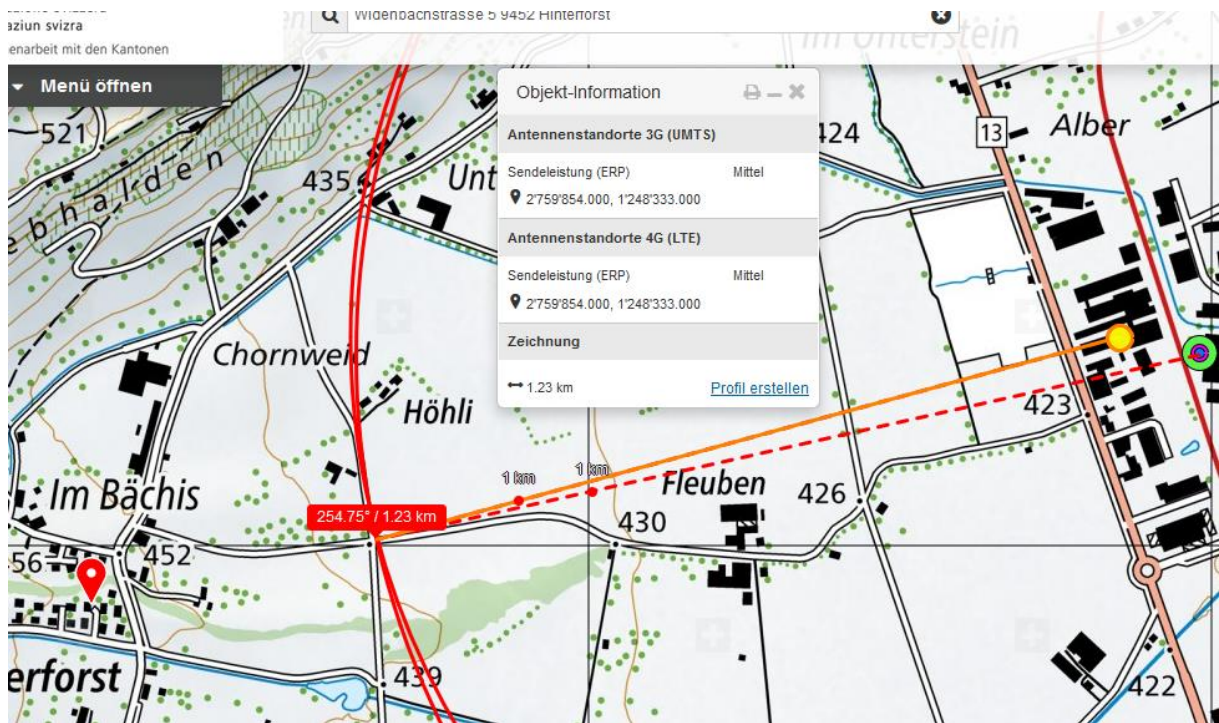 aziun svizra
enarbeit mit den Kantonen
Widenbachstrasse 5 9452 Hinterforst
im Unterstein
Menü öffnen
Objekt-Information
Antennenstandorte 3G (UMTS)
Sendeleistung (ERP) Mittel
2'759'854.000, 1'248'333.000
Antennenstandorte 4G (LTE)
Sendeleistung (ERP) Mittel
2'759'854.000, 1'248'333.000
Zeichnung
1.23 km Profil erstellen
521
ebhalden
435
Unt
424
13
Alber
Chornweid
Höhli
423
1 km
1 km
Fleuben
426
Im Bächis
254.75° / 1.23 km
430
56
452
erforst
439
422